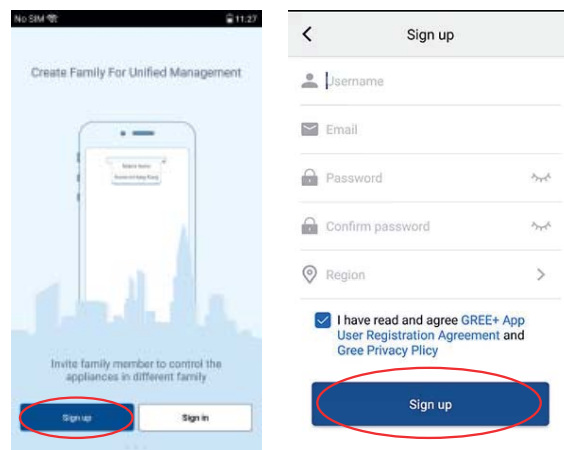 No SIM
11:27
Create Family For Unified Management
Invite family member to control the
appliances in different family
Sign up
Sign in
Sign up
Username
Email
Password
Confirm password
Region
I have read and agree GREE+ App
User Registration Agreement and
Gree Privacy Plicy
Sign up